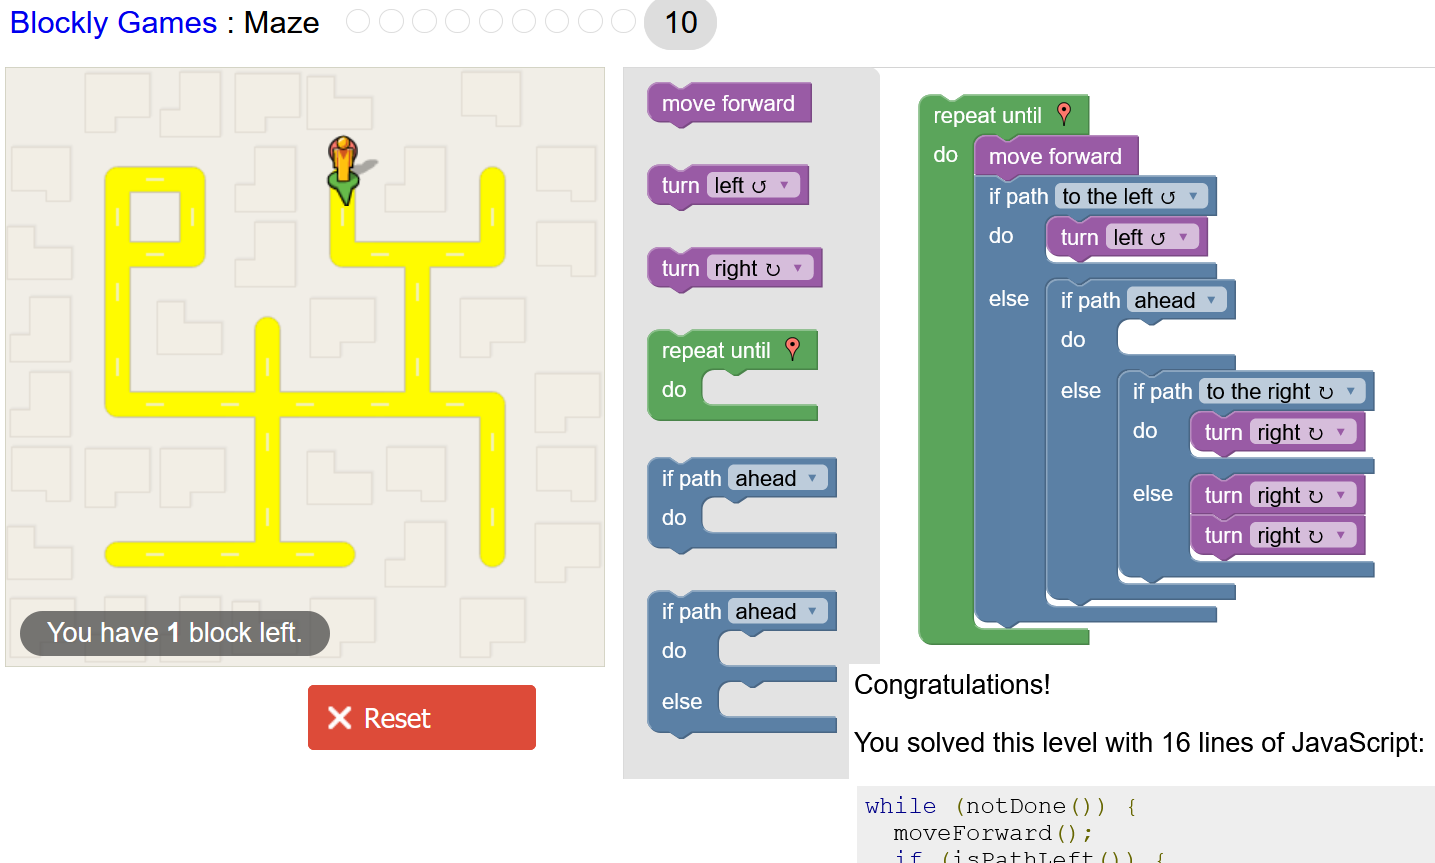 Blockly Games : Maze 10
You have 1 block left.
Reset
move forward
turn left ↺ ▾
turn right ↻ ▾
repeat until
do
if path ahead ▾
do
if path ahead ▾
do
else
repeat until
do
move forward
if path to the left ↺ ▾
do
turn left ↺ ▾
else
if path ahead ▾
do
else
if path to the right ↻ ▾
do
turn right ↻ ▾
else
turn right ↻ ▾
turn right ↻ ▾
Congratulations!
You solved this level with 16 lines of JavaScript:
while (notDone()) {
moveForward();
if (isPathLeft()) {